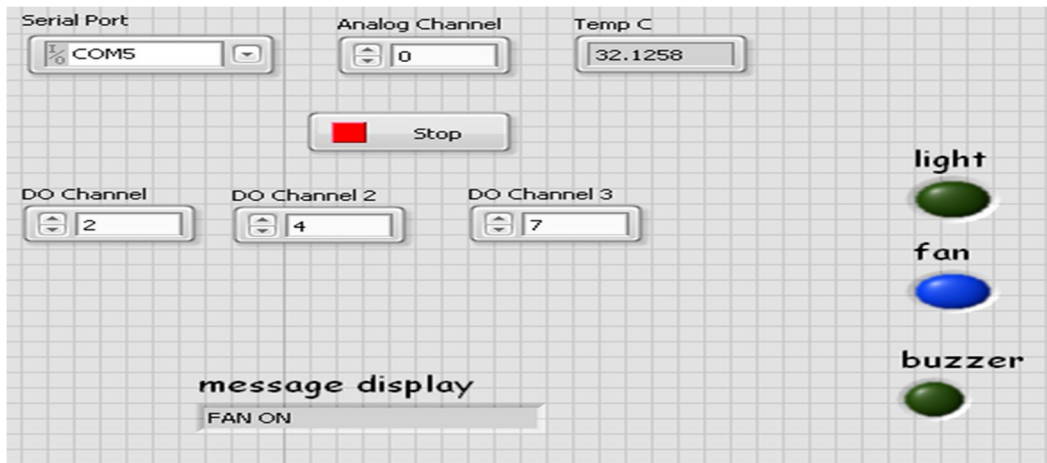 Serial Port
Analog Channel
Temp C
I/O COM5
0
32.1258
Stop
light
DO Channel
DO Channel 2
DO Channel 3
2
4
7
fan
buzzer
message display
FAN ON